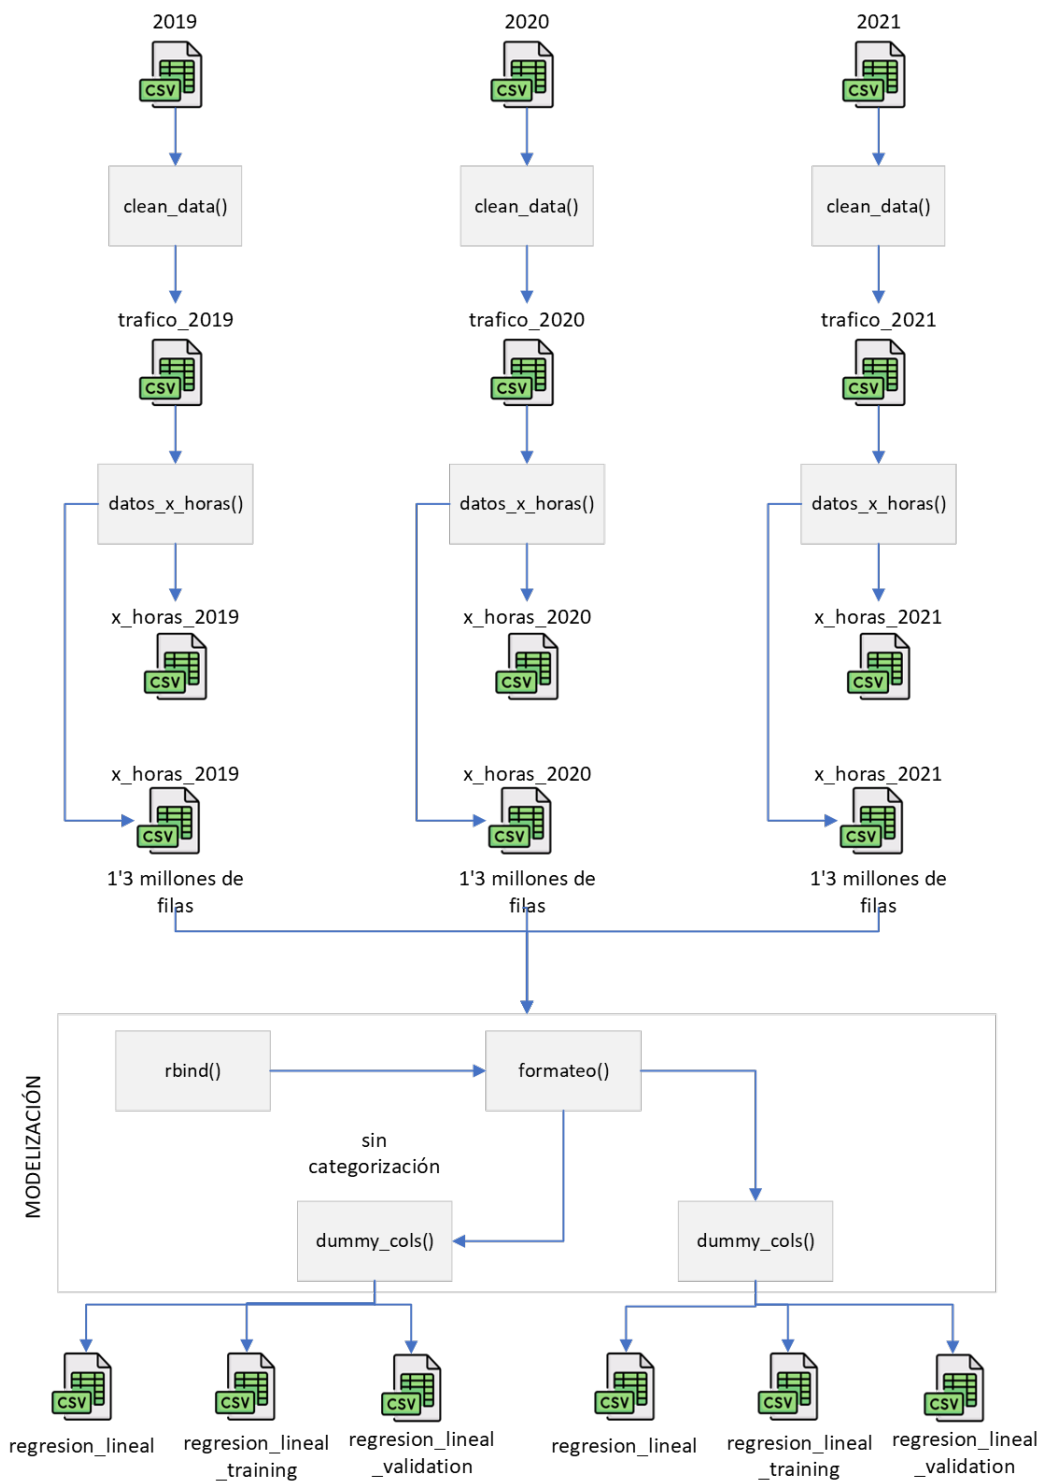 2019
2020
2021
CSV
CSV
CSV
clean_data()
clean_data()
clean_data()
trafico_2019
trafico_2020
trafico_2021
CSV
CSV
CSV
datos_x_horas()
datos_x_horas()
datos_x_horas()
x_horas_2019
x_horas_2020
x_horas_2021
CSV
CSV
CSV
x_horas_2019
x_horas_2020
x_horas_2021
CSV
CSV
CSV
1'3 millones de
filas
1'3 millones de
filas
1'3 millones de
filas
MODELIZACIÓN
rbind()
formateo()
sin
categorización
dummy_cols()
dummy_cols()
CSV
CSV
CSV
CSV
CSV
CSV
regresion_lineal
regresion_lineal
_training
regresion_lineal
_validation
regresion_lineal
regresion_lineal
_training
regresion_lineal
_validation